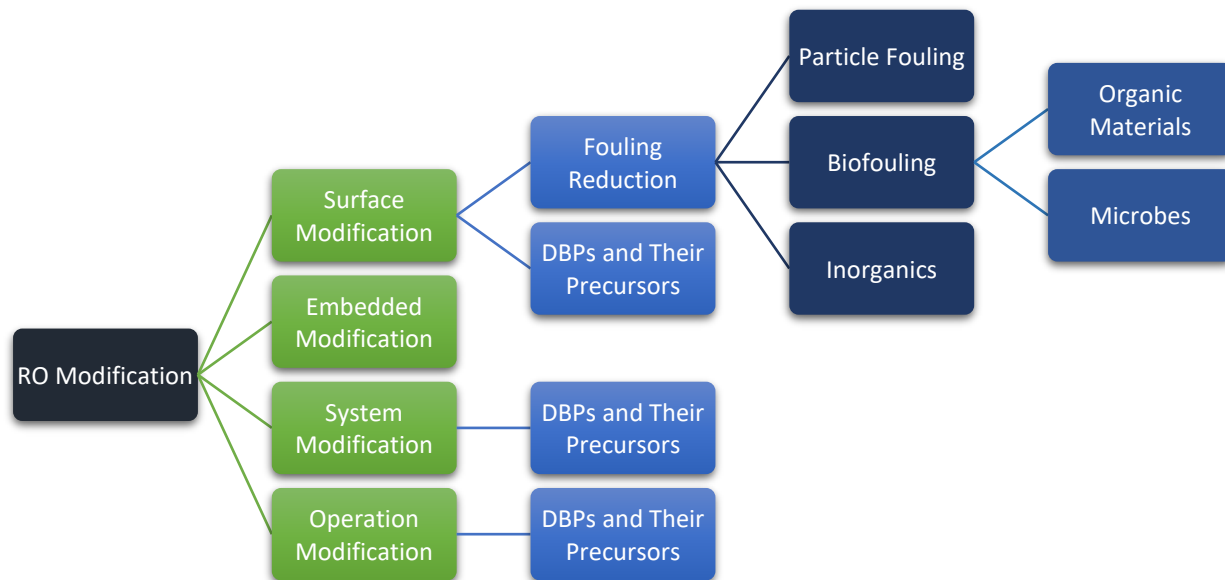 RO Modification
Surface
Modification
Embedded
Modification
System
Modification
Operation
Modification
Fouling
Reduction
DBPs and Their
Precursors
DBPs and Their
Precursors
DBPs and Their
Precursors
Particle Fouling
Biofouling
Inorganics
Organic
Materials
Microbes